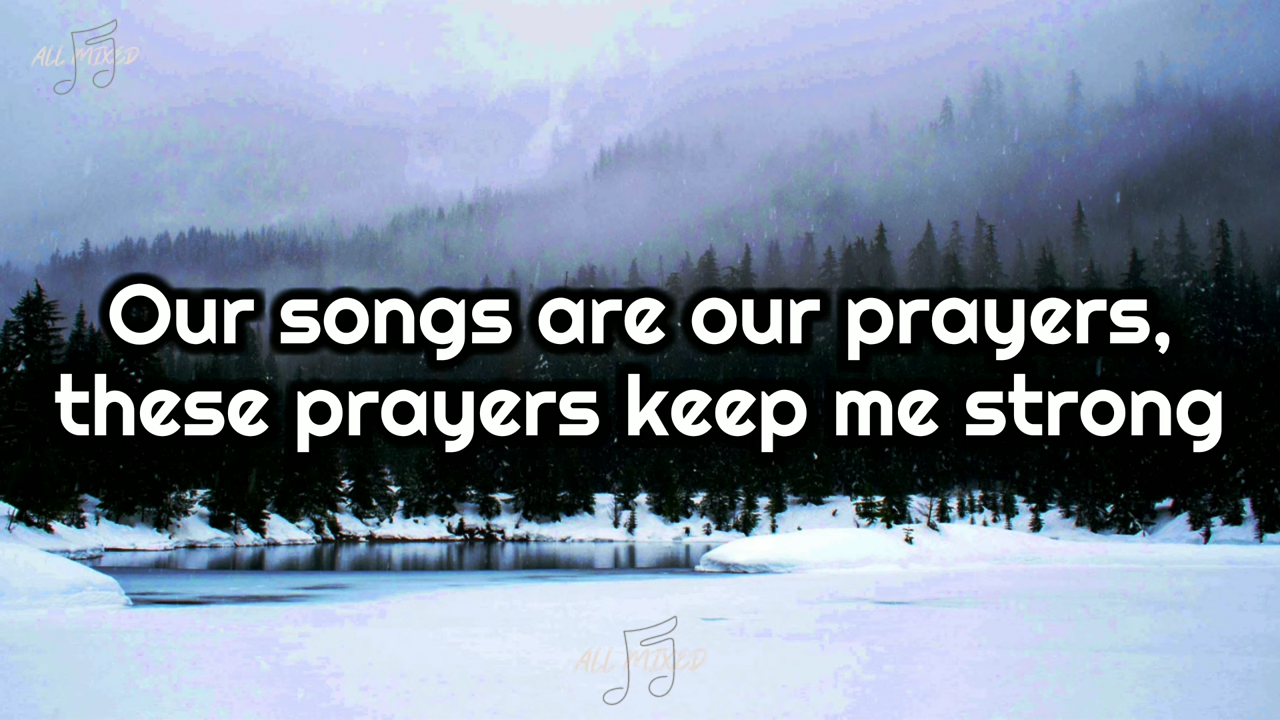 ALL MIXED
Our songs are our prayers,
these prayers keep me strong
ALL MIXED